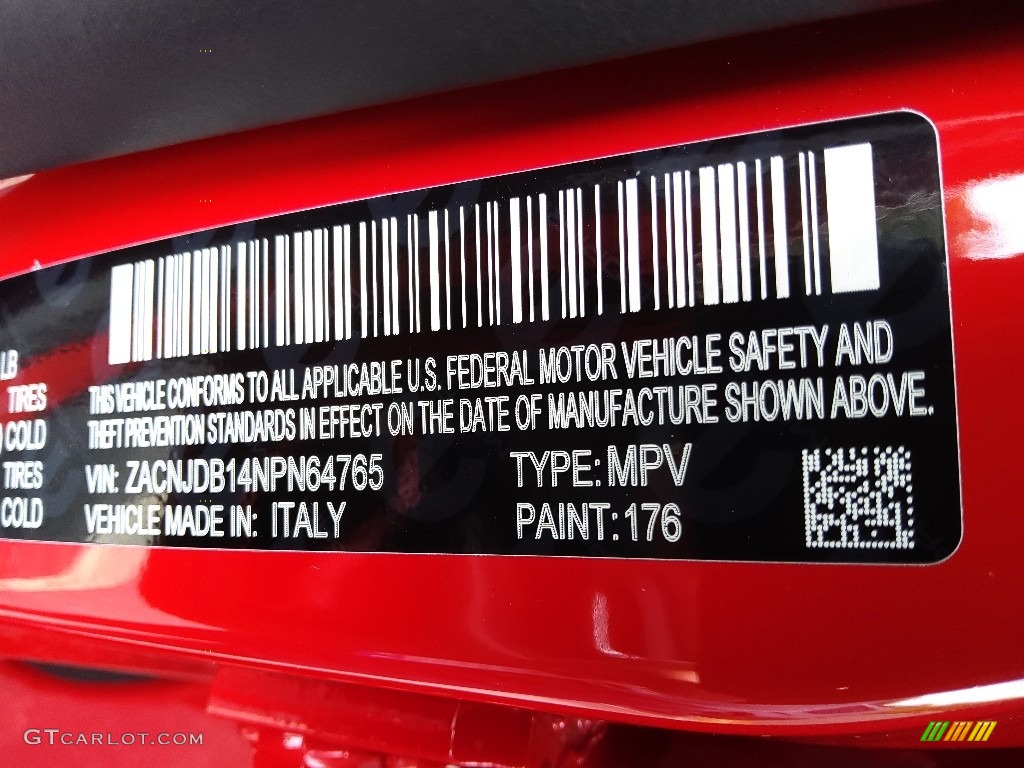 LB
TIRES
) COLD
TIRES
COLD
THIS VEHICLE CONFORMS TO ALL APPLICABLE U.S. FEDERAL MOTOR VEHICLE SAFETY AND
THEFT PREVENTION STANDARDS IN EFFECT ON THE DATE OF MANUFACTURE SHOWN ABOVE.
VIN: ZACNJDB14NPN64765 TYPE: MPV
VEHICLE MADE IN: ITALY PAINT: 176
GTCARLOT.COM